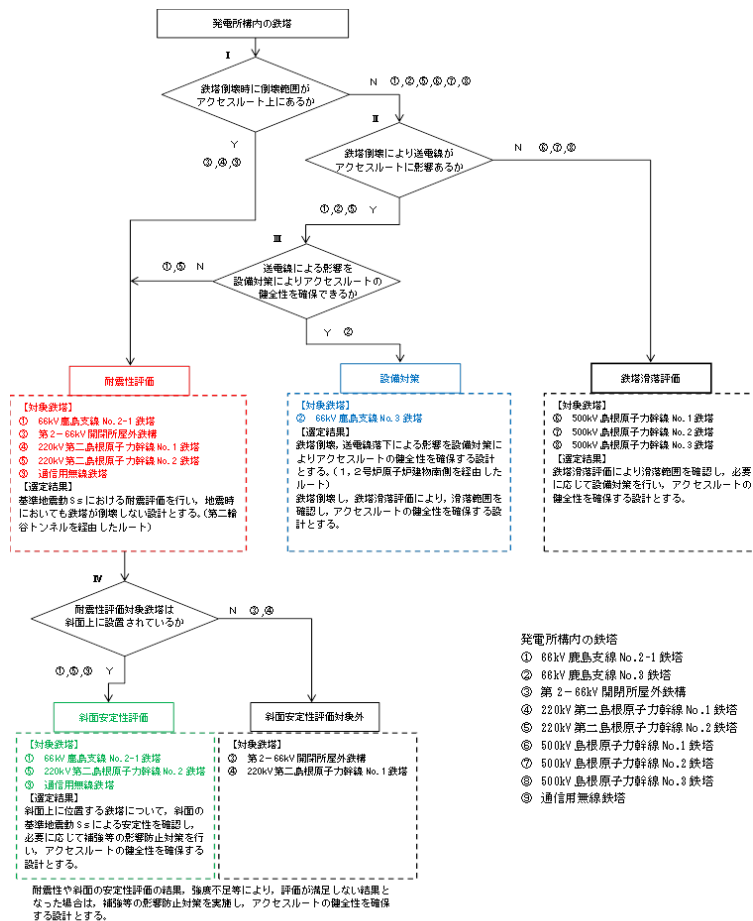 発電所構内の鉄塔
Ⅰ
鉄塔倒壊時に倒壊範囲が
アクセスルート上にあるか
N ①,②,⑤,⑥,⑦,⑧
Y
③,④,⑨
Ⅱ
鉄塔倒壊により送電線が
アクセスルートに影響あるか
N ⑥,⑦,⑧
①,②,⑤ Y
Ⅲ
送電線による影響を
設備対策によりアクセスルートの
健全性を確保できるか
①,⑤ N
Y ②
耐震性評価
【対象鉄塔】
① 66kV 鹿島支線 No.2-1 鉄塔
③ 第2-66kV 開閉所屋外鉄構
④ 220kV 第二島根原子力幹線 No.1 鉄塔
⑤ 220kV 第二島根原子力幹線 No.2 鉄塔
⑨ 通信用無線鉄塔
【選定結果】
基準地震動Ssにおける耐震評価を行い,地震時
においても鉄塔が倒壊しない設計とする。(第二輪
谷トンネルを経由したルート)
設備対策
【対象鉄塔】
② 66kV 鹿島支線 No.3 鉄塔
【選定結果】
鉄塔倒壊,送電線落下による影響を設備対策によ
りアクセスルートの健全性を確保する設計
とする。(1,2号炉原子炉建物南側を経由した
ルート)
鉄塔倒壊し,鉄塔滑落評価により,滑落範囲を
確認し,アクセスルートの健全性を確保する設
計とする。
鉄塔滑落評価
【対象鉄塔】
⑥ 500kV 島根原子力幹線 No.1 鉄塔
⑦ 500kV 島根原子力幹線 No.2 鉄塔
⑧ 500kV 島根原子力幹線 No.3 鉄塔
【選定結果】
鉄塔滑落評価により滑落範囲を確認し,必要
に応じて設備対策を行い,アクセスルートの
健全性を確保する設計とする。
Ⅳ
耐震性評価対象鉄塔は
斜面上に設置されているか
N ③,④
①,⑤,⑨ Y
斜面安定性評価
【対象鉄塔】
① 66kV 鹿島支線 No.2-1 鉄塔
⑤ 220kV 第二島根原子力幹線 No.2 鉄塔
⑨ 通信用無線鉄塔
【選定結果】
斜面上に位置する鉄塔について,斜面の
基準地震動Ssによる安定性を確認し,
必要に応じて補強等の影響防止対策を行
い,アクセスルートの健全性を確保する
設計とする。
斜面安定性評価対象外
【対象鉄塔】
③ 第2-66kV 開閉所屋外鉄構
④ 220kV 第二島根原子力幹線 No.1 鉄塔
発電所構内の鉄塔
① 66kV 鹿島支線 No.2-1 鉄塔
② 66kV 鹿島支線 No.3 鉄塔
③ 第2-66kV 開閉所屋外鉄構
④ 220kV 第二島根原子力幹線 No.1 鉄塔
⑤ 220kV 第二島根原子力幹線 No.2 鉄塔
⑥ 500kV 島根原子力幹線 No.1 鉄塔
⑦ 500kV 島根原子力幹線 No.2 鉄塔
⑧ 500kV 島根原子力幹線 No.3 鉄塔
⑨ 通信用無線鉄塔
耐震性や斜面の安定性評価の結果,強度不足等により,評価が満足しない結果と
なった場合は,補強等の影響防止対策を実施し,アクセスルートの健全性を確保
する設計とする。